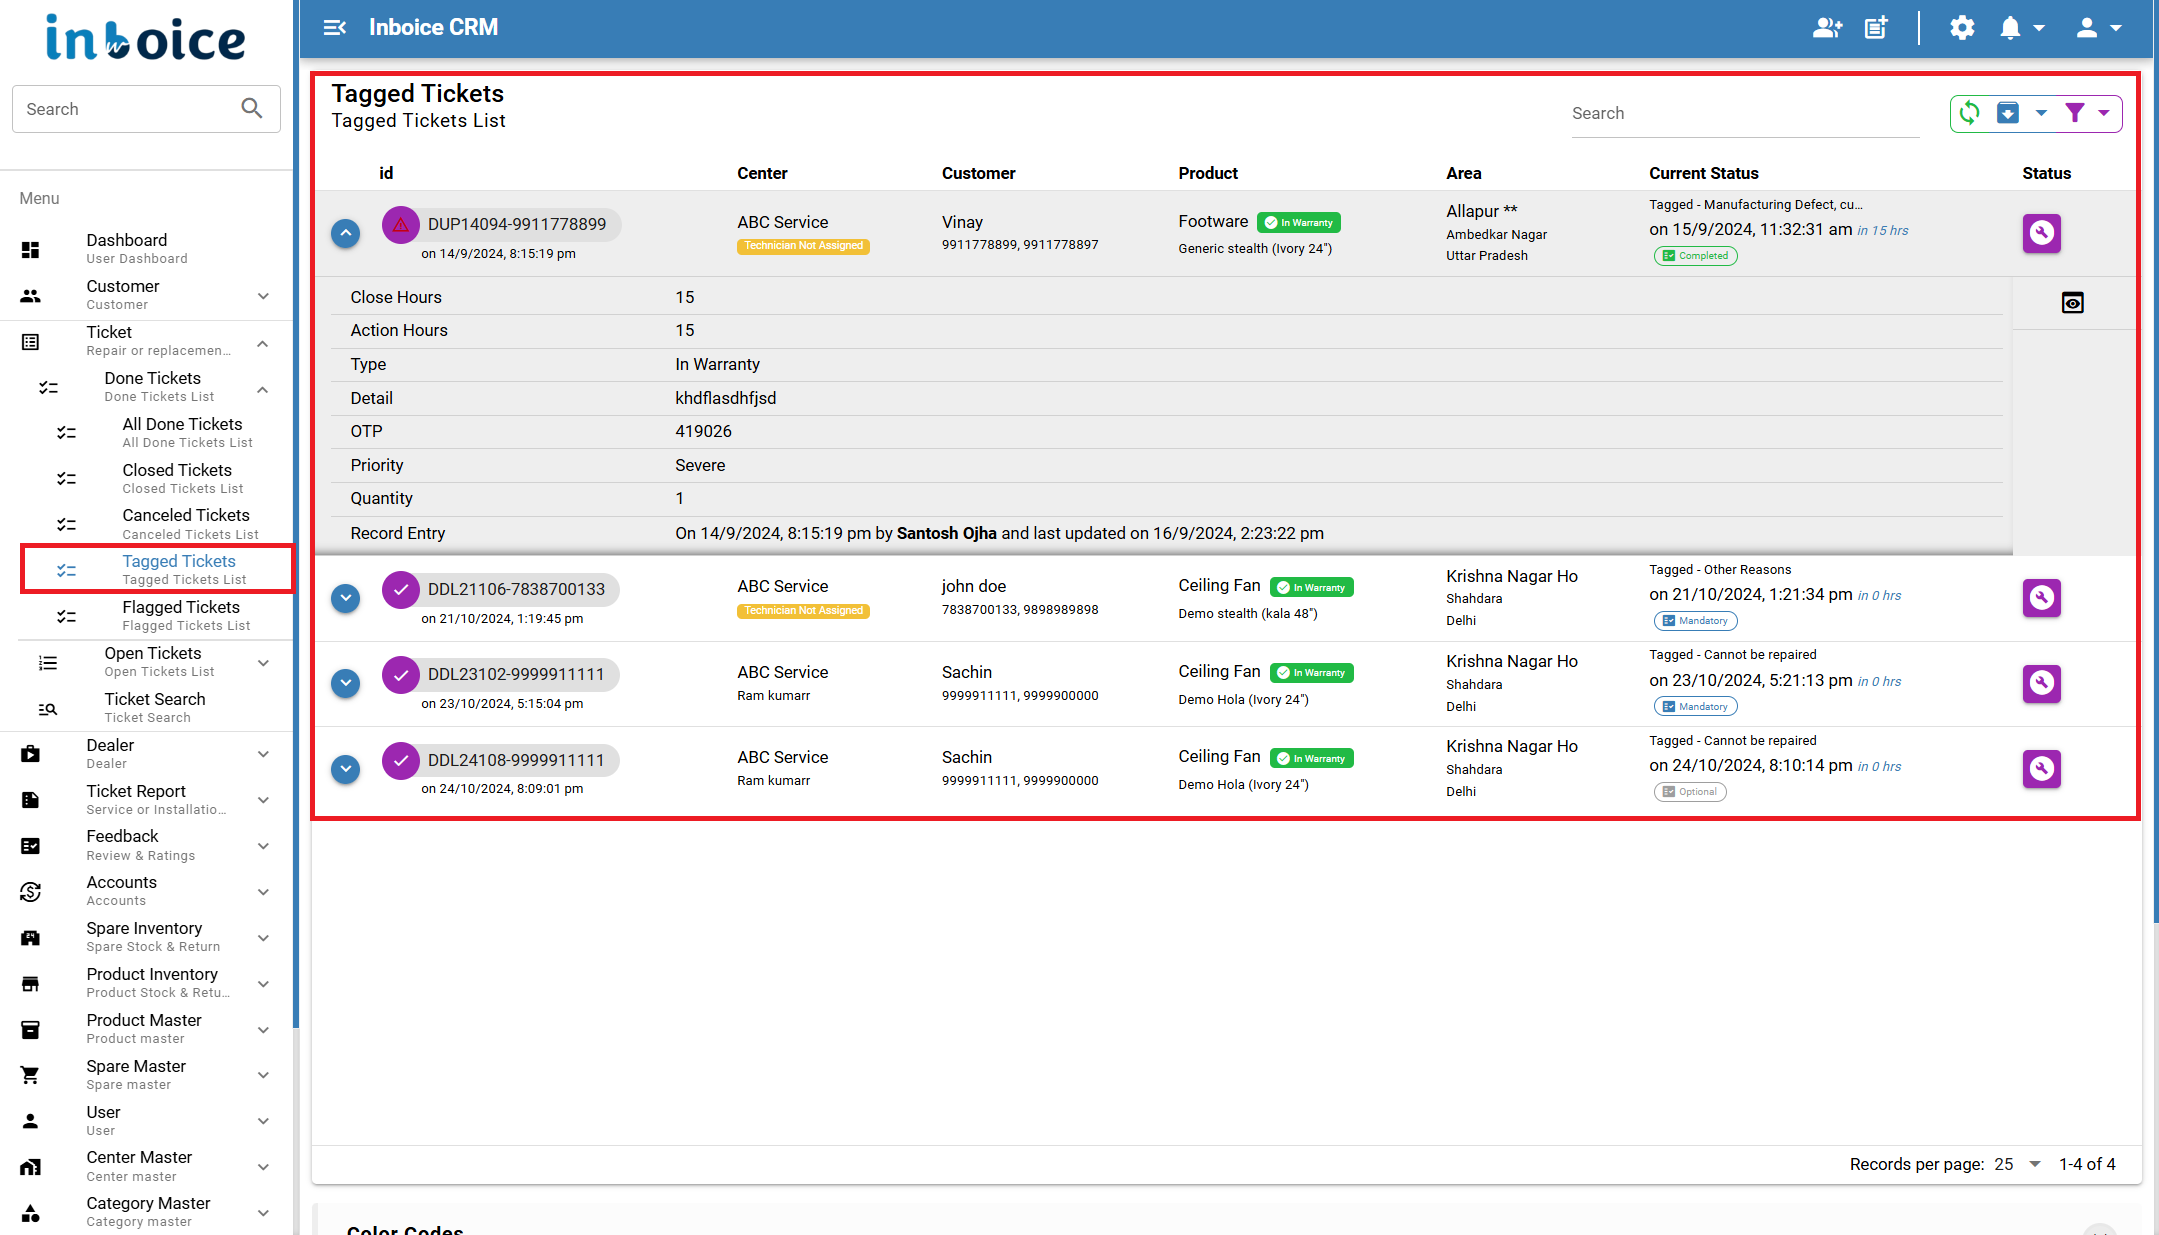 inboice
Inboice CRM
Search
Menu
Dashboard
User Dashboard
Customer
Customer
Ticket
Repair or replacemen...
Done Tickets
Done Tickets List
All Done Tickets
All Done Tickets List
Closed Tickets
Closed Tickets List
Canceled Tickets
Canceled Tickets List
Tagged Tickets
Tagged Tickets List
Flagged Tickets
Flagged Tickets List
Open Tickets
Open Tickets List
Ticket Search
Ticket Search
Dealer
Dealer
Ticket Report
Service or Installatio...
Feedback
Review & Ratings
Accounts
Accounts
Spare Inventory
Spare Stock & Return
Product Inventory
Product Stock & Retu...
Product Master
Product master
Spare Master
Spare master
User
User
Center Master
Center master
Category Master
Category master
Tagged Tickets
Tagged Tickets List
Search
id Center Customer Product Area Current Status Status
DUP14094-9911778899
on 14/9/2024, 8:15:19 pm
ABC Service
Technician Not Assigned
Vinay
9911778899, 9911778897
Footware In Warranty
Generic stealth (Ivory 24")
Allapur **
Ambedkar Nagar
Uttar Pradesh
Tagged - Manufacturing Defect, cu...
on 15/9/2024, 11:32:31 am in 15 hrs
Completed
Close Hours 15
Action Hours 15
Type In Warranty
Detail khdflasdhfjsd
OTP 419026
Priority Severe
Quantity 1
Record Entry On 14/9/2024, 8:15:19 pm by Santosh Ojha and last updated on 16/9/2024, 2:23:22 pm
DDL21106-7838700133
on 21/10/2024, 1:19:45 pm
ABC Service
Technician Not Assigned
john doe
7838700133, 9898989898
Ceiling Fan In Warranty
Demo stealth (kala 48")
Krishna Nagar Ho
Shahdara
Delhi
Tagged - Other Reasons
on 21/10/2024, 1:21:34 pm in 0 hrs
Mandatory
DDL23102-9999911111
on 23/10/2024, 5:15:04 pm
ABC Service
Ram kumarr
Sachin
9999911111, 9999900000
Ceiling Fan In Warranty
Demo Hola (Ivory 24")
Krishna Nagar Ho
Shahdara
Delhi
Tagged - Cannot be repaired
on 23/10/2024, 5:21:13 pm in 0 hrs
Mandatory
DDL24108-9999911111
on 24/10/2024, 8:09:01 pm
ABC Service
Ram kumarr
Sachin
9999911111, 9999900000
Ceiling Fan In Warranty
Demo Hola (Ivory 24")
Krishna Nagar Ho
Shahdara
Delhi
Tagged - Cannot be repaired
on 24/10/2024, 8:10:14 pm in 0 hrs
Optional
Records per page: 25 1-4 of 4
Color Codes